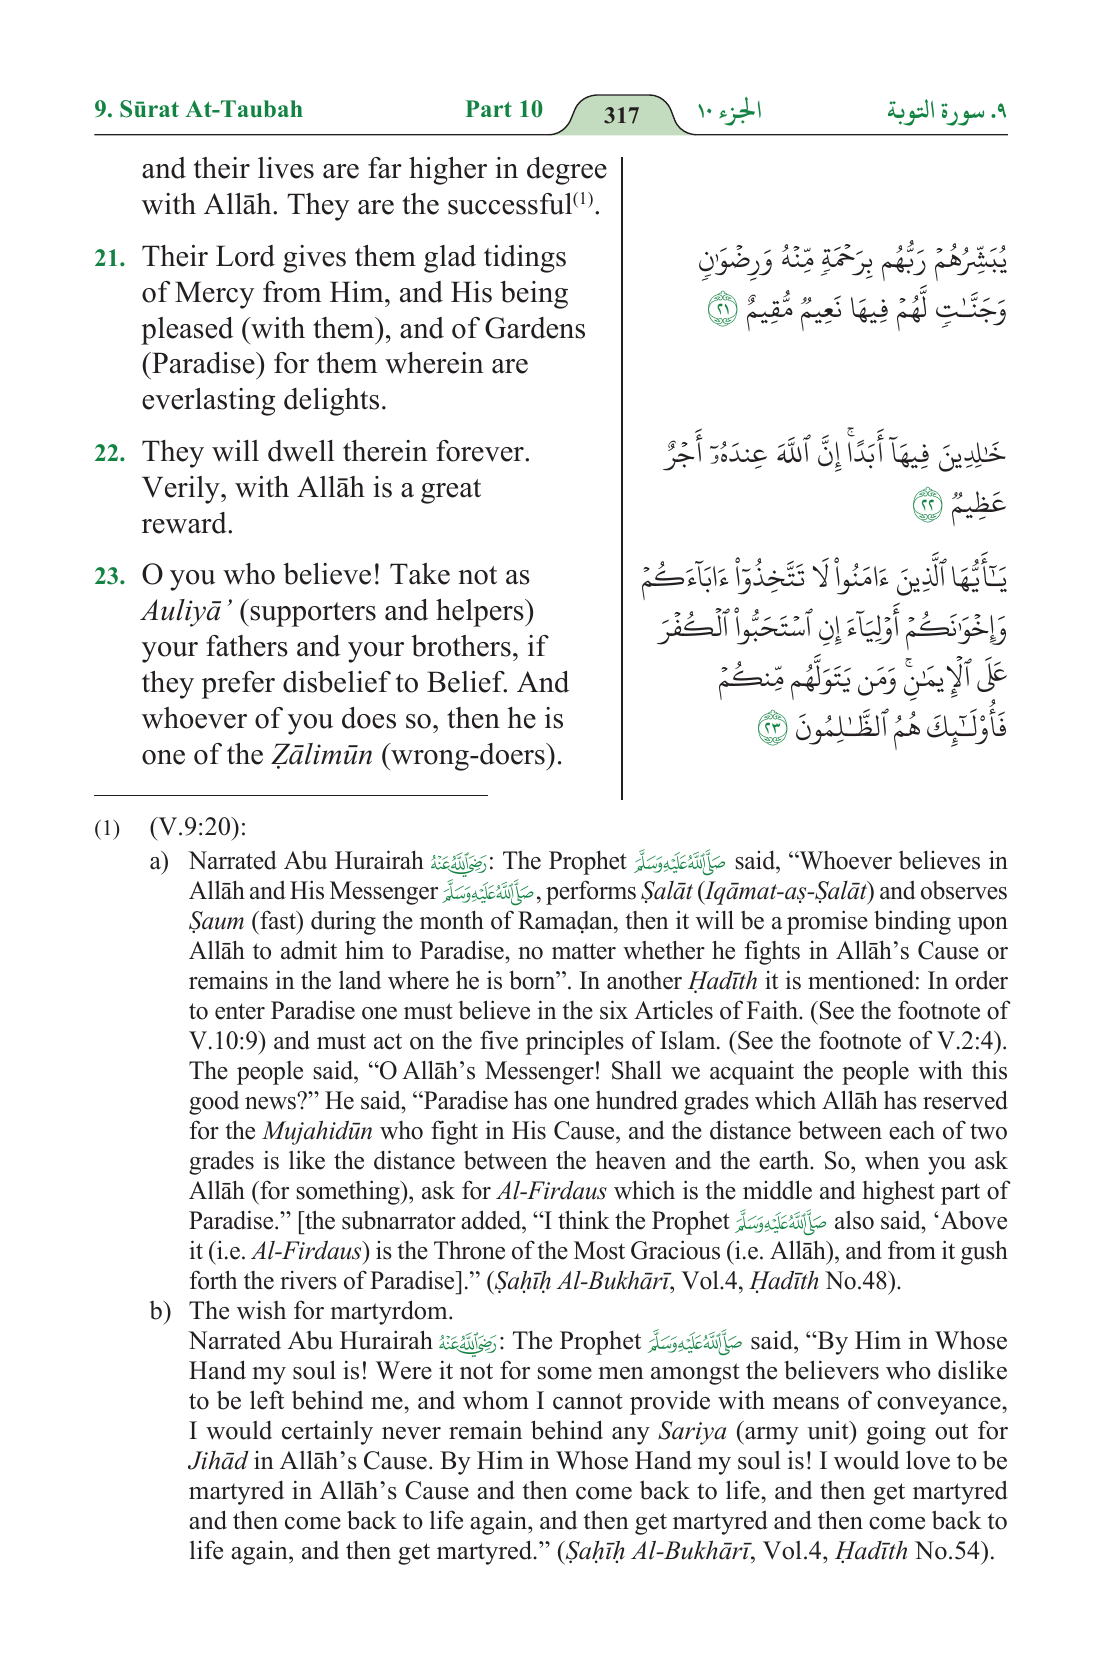 9. Sūrat At-Taubah Part 10 317 الجزء ١٠ ٩. سورة التوبة
and their lives are far higher in degree
with Allāh. They are the successful(1).
21. Their Lord gives them glad tidings
of Mercy from Him, and His being
pleased (with them), and of Gardens
(Paradise) for them wherein are
everlasting delights.
يُبَشِّرُهُمۡ رَبُّهُم بِرَحۡمَةٖ مِّنۡهُ وَرِضۡوَٰنٖ
وَجَنَّـٰتٖ لَّهُمۡ فِيهَا نَعِيمٞ مُّقِيمٌ ٢١
22. They will dwell therein forever.
Verily, with Allāh is a great
reward.
خَـٰلِدِينَ فِيهَآ أَبَدًاۚ إِنَّ ٱللَّهَ عِندَهُۥٓ أَجۡرٌ
عَظِيمٞ ٢٢
23. O you who believe! Take not as
Auliyā’ (supporters and helpers)
your fathers and your brothers, if
they prefer disbelief to Belief. And
whoever of you does so, then he is
one of the Ẓālimūn (wrong-doers).
يَـٰٓأَيُّهَا ٱلَّذِينَ ءَامَنُواْ لَا تَتَّخِذُوٓاْ ءَابَآءَكُمۡ
وَإِخۡوَٰنَكُمۡ أَوۡلِيَآءَ إِنِ ٱسۡتَحَبُّواْ ٱلۡكُفۡرَ
عَلَى ٱلۡإِيمَـٰنِۚ وَمَن يَتَوَلَّهُم مِّنكُمۡ
فَأُوْلَـٰٓئِكَ هُمُ ٱلظَّـٰلِمُونَ ٢٣
(1) (V.9:20):
a) Narrated Abu Hurairah رَضِيَ اللَّهُ عَنْهُ: The Prophet صَلَّى اللَّهُ عَلَيْهِ وَسَلَّمَ said, “Whoever believes in
Allāh and His Messenger صَلَّى اللَّهُ عَلَيْهِ وَسَلَّمَ, performs Ṣalāt (Iqāmat-aṣ-Ṣalāt) and observes
Ṣaum (fast) during the month of Ramaḍan, then it will be a promise binding upon
Allāh to admit him to Paradise, no matter whether he fights in Allāh’s Cause or
remains in the land where he is born”. In another Ḥadīth it is mentioned: In order
to enter Paradise one must believe in the six Articles of Faith. (See the footnote of
V.10:9) and must act on the five principles of Islam. (See the footnote of V.2:4).
The people said, “O Allāh’s Messenger! Shall we acquaint the people with this
good news?” He said, “Paradise has one hundred grades which Allāh has reserved
for the Mujahidūn who fight in His Cause, and the distance between each of two
grades is like the distance between the heaven and the earth. So, when you ask
Allāh (for something), ask for Al-Firdaus which is the middle and highest part of
Paradise.” [the subnarrator added, “I think the Prophet صَلَّى اللَّهُ عَلَيْهِ وَسَلَّمَ also said, ‘Above
it (i.e. Al-Firdaus) is the Throne of the Most Gracious (i.e. Allāh), and from it gush
forth the rivers of Paradise].” (Ṣaḥīḥ Al-Bukhārī, Vol.4, Ḥadīth No.48).
b) The wish for martyrdom.
Narrated Abu Hurairah رَضِيَ اللَّهُ عَنْهُ: The Prophet صَلَّى اللَّهُ عَلَيْهِ وَسَلَّمَ said, “By Him in Whose
Hand my soul is! Were it not for some men amongst the believers who dislike
to be left behind me, and whom I cannot provide with means of conveyance,
I would certainly never remain behind any Sariya (army unit) going out for
Jihād in Allāh’s Cause. By Him in Whose Hand my soul is! I would love to be
martyred in Allāh’s Cause and then come back to life, and then get martyred
and then come back to life again, and then get martyred and then come back to
life again, and then get martyred.” (Ṣaḥīḥ Al-Bukhārī, Vol.4, Ḥadīth No.54).